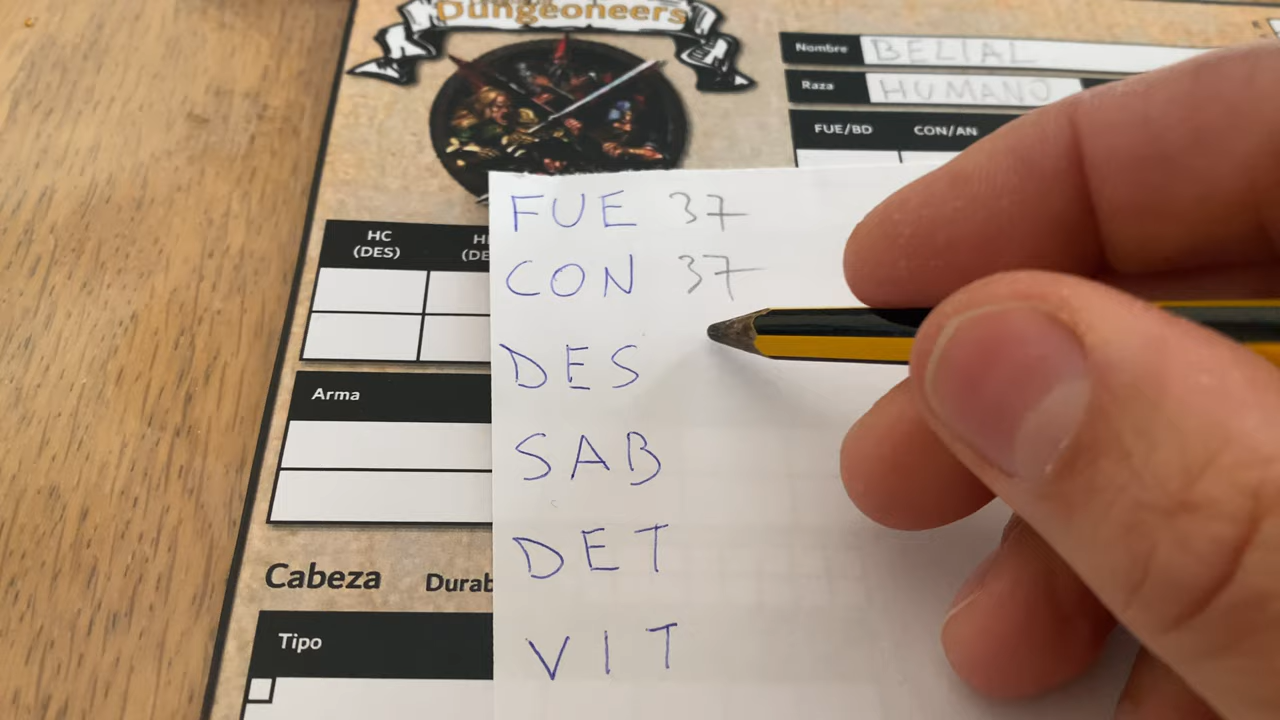 Dungeoneers
Nombre BELIAL
Raza HUMANO
FUE/BD CON/AN
HC
(DES)
FUE 37
CON 37
DES
SAB
DET
VIT
Arma
Cabeza
Tipo